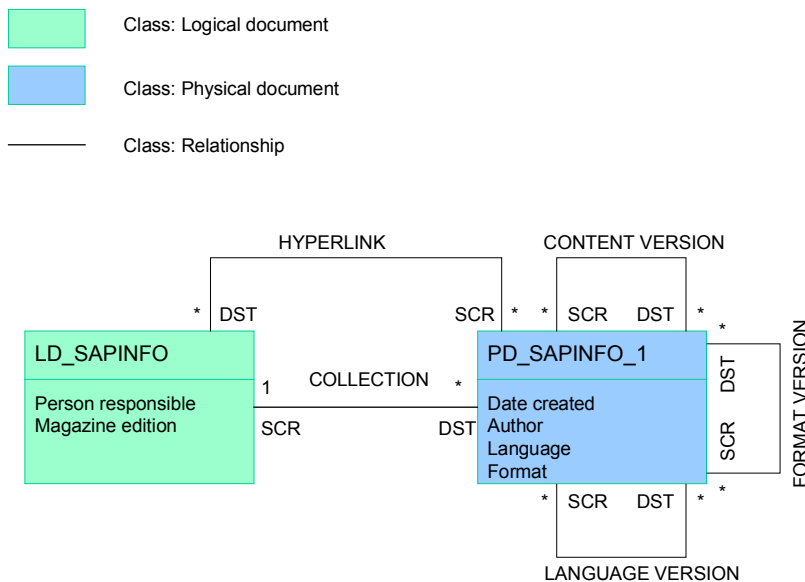 Class: Logical document
Class: Physical document
Class: Relationship
HYPERLINK
CONTENT VERSION
* DST
SCR *
* SCR DST *
LD_SAPINFO
Person responsible
Magazine edition
1 COLLECTION *
SCR DST
PD_SAPINFO_1
Date created
Author
Language
Format
*
DST
SCR
*
FORMAT VERSION
* SCR DST *
LANGUAGE VERSION